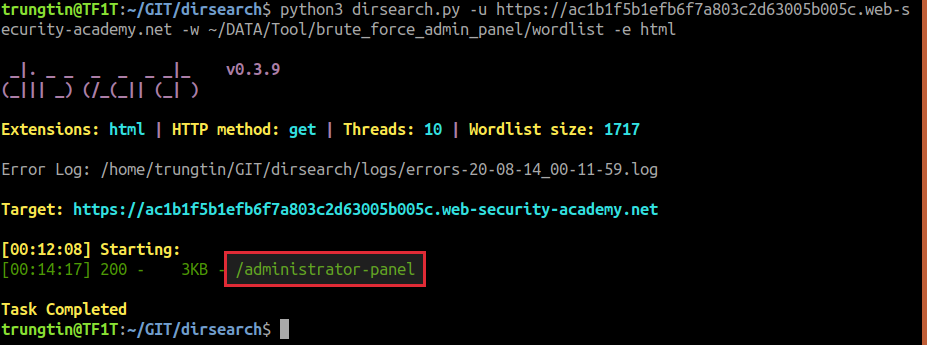 trungtin@TF1T:~/GIT/dirsearch$ python3 dirsearch.py -u https://ac1b1f5b1efb6f7a803c2d63005b005c.web-s
ecurity-academy.net -w ~/DATA/Tool/brute_force_admin_panel/wordlist -e html
 _|. _ _  _  _  _ _|_    v0.3.9
(_||| _) (/_(_|| (_| )
Extensions: html | HTTP method: get | Threads: 10 | Wordlist size: 1717
Error Log: /home/trungtin/GIT/dirsearch/logs/errors-20-08-14_00-11-59.log
Target: https://ac1b1f5b1efb6f7a803c2d63005b005c.web-security-academy.net
[00:12:08] Starting:
[00:14:17] 200 -    3KB - /administrator-panel
Task Completed
trungtin@TF1T:~/GIT/dirsearch$